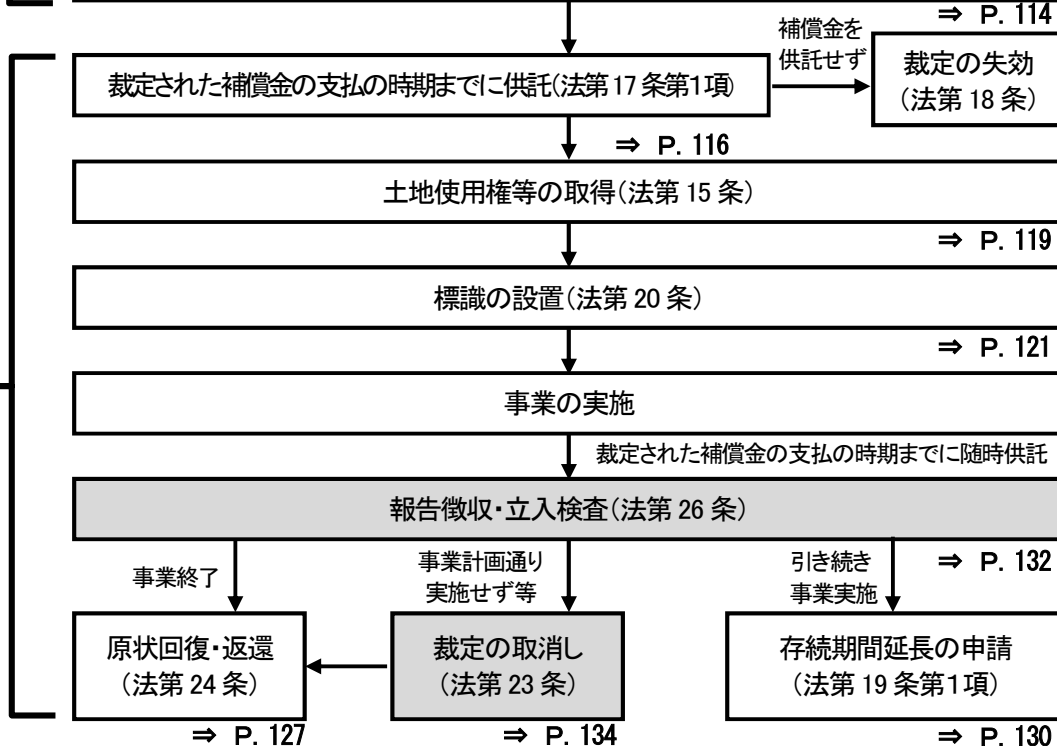 ⇒ P. 114
補償金を
供託せず
裁定された補償金の支払の時期までに供託(法第17条第1項)
裁定の失効
(法第18条)
⇒ P. 116
土地使用権等の取得(法第15条)
⇒ P. 119
標識の設置(法第20条)
⇒ P. 121
事業の実施
裁定された補償金の支払の時期までに随時供託
報告徴収・立入検査(法第26条)
⇒ P. 132
事業終了
事業計画通り
実施せず等
引き続き
事業実施
原状回復・返還
(法第24条)
裁定の取消し
(法第23条)
存続期間延長の申請
(法第19条第1項)
⇒ P. 127
⇒ P. 134
⇒ P. 130